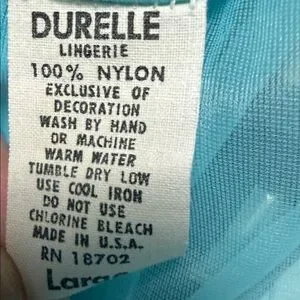 DURELLE
LINGERIE
100% NYLON
EXCLUSIVE OF
DECORATION
WASH BY HAND
OR MACHINE
WARM WATER
TUMBLE DRY LOW
USE COOL IRON
DO NOT USE
CHLORINE BLEACH
MADE IN U.S.A.
RN 18702
Large